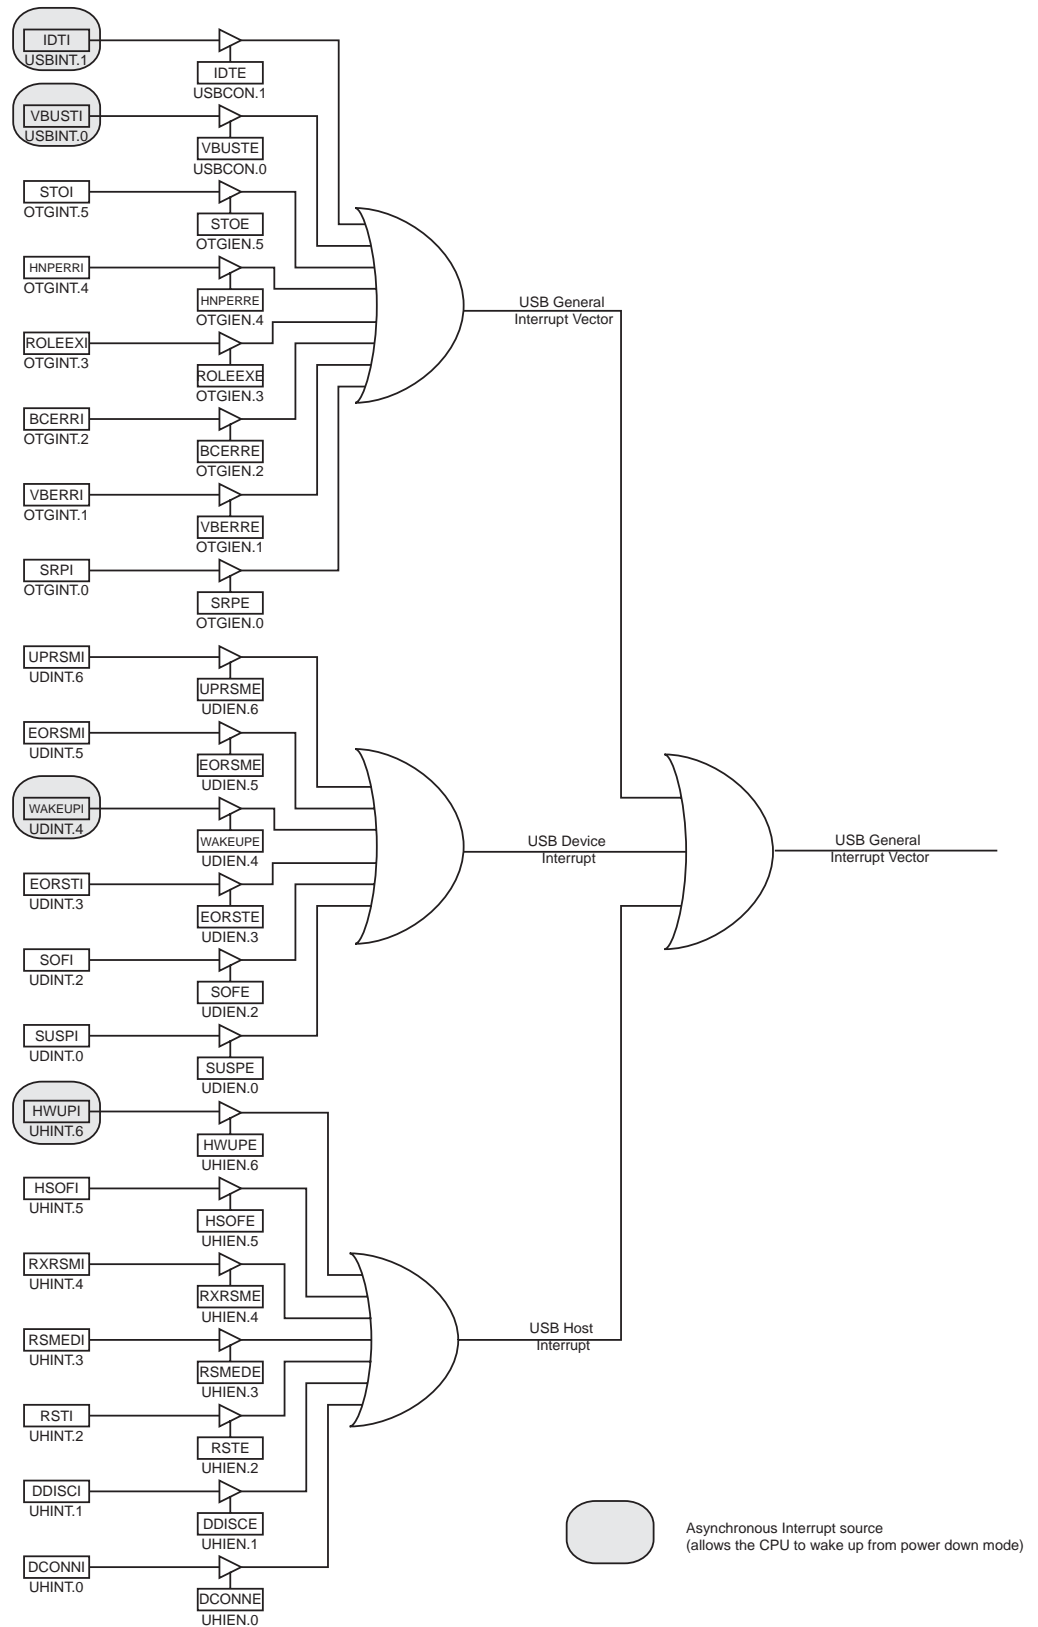 IDTI
USBINT.1
IDTE
USBCON.1
VBUSTI
USBINT.0
VBUSTE
USBCON.0
STOI
OTGINT.5
STOE
OTGIEN.5
HNPERRI
OTGINT.4
HNPERRE
OTGIEN.4
USB General
Interrupt Vector
ROLEEXI
OTGINT.3
ROLEEXE
OTGIEN.3
BCERRI
OTGINT.2
BCERRE
OTGIEN.2
VBERRI
OTGINT.1
VBERRE
OTGIEN.1
SRPI
OTGINT.0
SRPE
OTGIEN.0
UPRSMI
UDINT.6
UPRSME
UDIEN.6
EORSMI
UDINT.5
EORSME
UDIEN.5
WAKEUPI
UDINT.4
WAKEUPE
UDIEN.4
USB Device
Interrupt
USB General
Interrupt Vector
EORSTI
UDINT.3
EORSTE
UDIEN.3
SOFI
UDINT.2
SOFE
UDIEN.2
SUSPI
UDINT.0
SUSPE
UDIEN.0
HWUPI
UHINT.6
HWUPE
UHIEN.6
HSOFI
UHINT.5
HSOFE
UHIEN.5
RXRSMI
UHINT.4
RXRSME
UHIEN.4
USB Host
Interrupt
RSMEDI
UHINT.3
RSMEDE
UHIEN.3
RSTI
UHINT.2
RSTE
UHIEN.2
DDISCI
UHINT.1
DDISCE
UHIEN.1
Asynchronous Interrupt source
(allows the CPU to wake up from power down mode)
DCONNI
UHINT.0
DCONNE
UHIEN.0